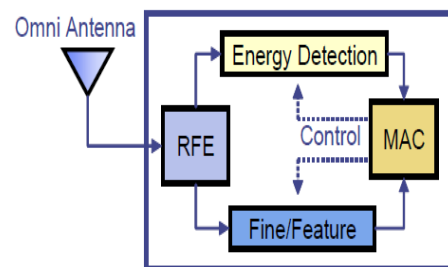 Omni Antenna
Energy Detection
RFE
Control
MAC
Fine/Feature